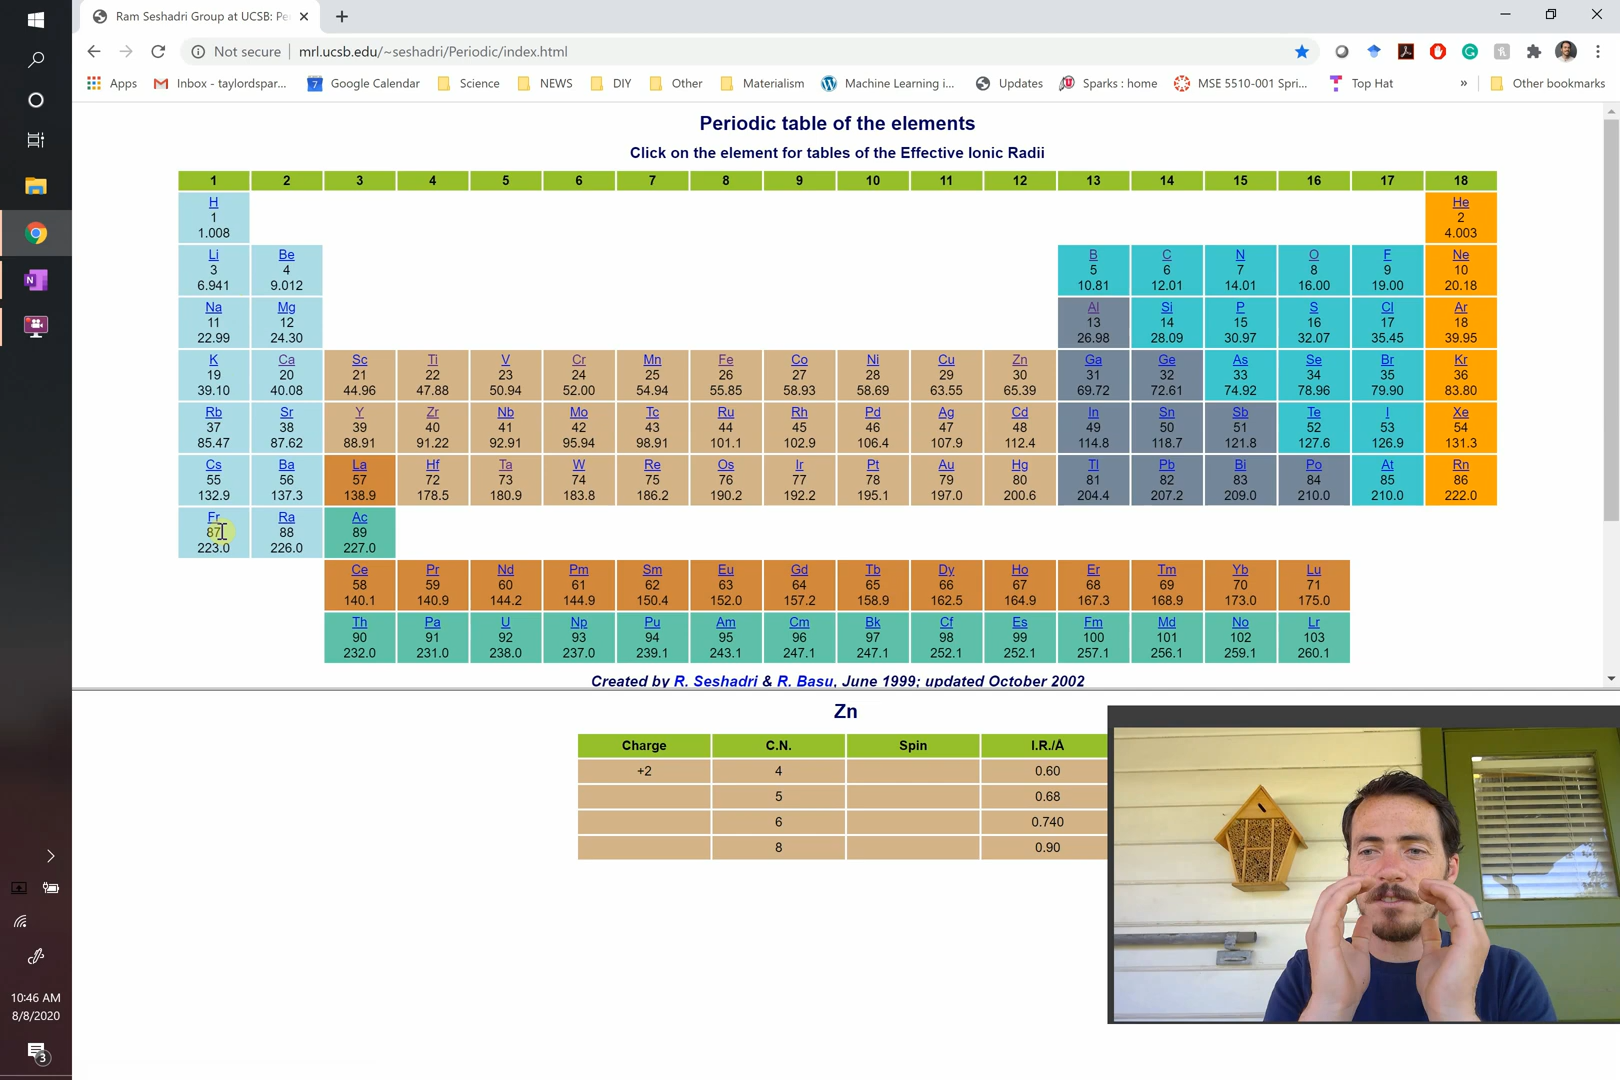 Ram Seshadri Group at UCSB: Pe
Not secure | mrl.ucsb.edu/~seshadri/Periodic/index.html
Apps Inbox - taylordspar... Google Calendar Science NEWS DIY Other Materialism Machine Learning i... Updates Sparks : home MSE 5510-001 Spri... Top Hat » Other bookmarks
Periodic table of the elements
Click on the element for tables of the Effective Ionic Radii
1 2 3 4 5 6 7 8 9 10 11 12 13 14 15 16 17 18
H He
1 2
1.008 4.003
Li Be B C N O F Ne
3 4 5 6 7 8 9 10
6.941 9.012 10.81 12.01 14.01 16.00 19.00 20.18
Na Mg Al Si P S Cl Ar
11 12 13 14 15 16 17 18
22.99 24.30 26.98 28.09 30.97 32.07 35.45 39.95
K Ca Sc Ti V Cr Mn Fe Co Ni Cu Zn Ga Ge As Se Br Kr
19 20 21 22 23 24 25 26 27 28 29 30 31 32 33 34 35 36
39.10 40.08 44.96 47.88 50.94 52.00 54.94 55.85 58.93 58.69 63.55 65.39 69.72 72.61 74.92 78.96 79.90 83.80
Rb Sr Y Zr Nb Mo Tc Ru Rh Pd Ag Cd In Sn Sb Te I Xe
37 38 39 40 41 42 43 44 45 46 47 48 49 50 51 52 53 54
85.47 87.62 88.91 91.22 92.91 95.94 98.91 101.1 102.9 106.4 107.9 112.4 114.8 118.7 121.8 127.6 126.9 131.3
Cs Ba La Hf Ta W Re Os Ir Pt Au Hg Tl Pb Bi Po At Rn
55 56 57 72 73 74 75 76 77 78 79 80 81 82 83 84 85 86
132.9 137.3 138.9 178.5 180.9 183.8 186.2 190.2 192.2 195.1 197.0 200.6 204.4 207.2 209.0 210.0 210.0 222.0
Fr Ra Ac
87 88 89
223.0 226.0 227.0
Ce Pr Nd Pm Sm Eu Gd Tb Dy Ho Er Tm Yb Lu
58 59 60 61 62 63 64 65 66 67 68 69 70 71
140.1 140.9 144.2 144.9 150.4 152.0 157.2 158.9 162.5 164.9 167.3 168.9 173.0 175.0
Th Pa U Np Pu Am Cm Bk Cf Es Fm Md No Lr
90 91 92 93 94 95 96 97 98 99 100 101 102 103
232.0 231.0 238.0 237.0 239.1 243.1 247.1 247.1 252.1 252.1 257.1 256.1 259.1 260.1
Created by R. Seshadri & R. Basu, June 1999; updated October 2002
Zn
Charge C.N. Spin I.R./Å
+2 4 0.60
5 0.68
6 0.740
8 0.90
10:46 AM
8/8/2020
3